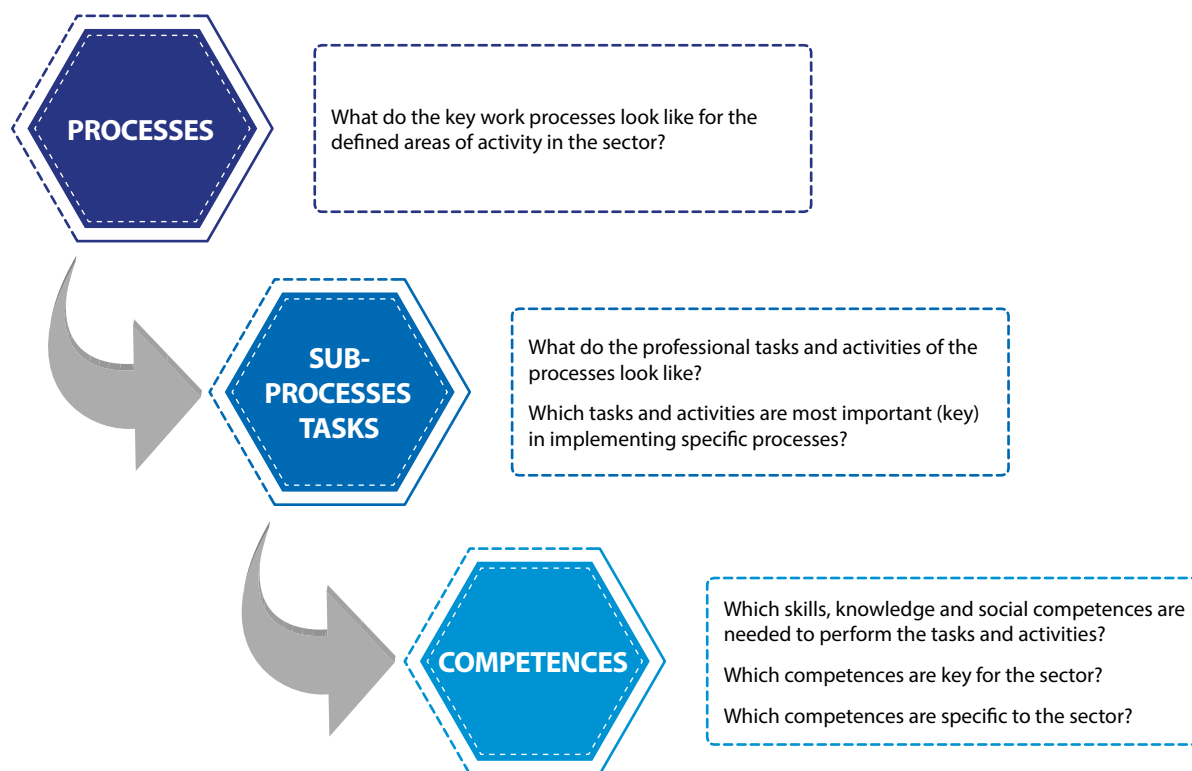 PROCESSES
What do the key work processes look like for the
defined areas of activity in the sector?
SUB-
PROCESSES
TASKS
What do the professional tasks and activities of the
processes look like?
Which tasks and activities are most important (key)
in implementing specific processes?
COMPETENCES
Which skills, knowledge and social competences are
needed to perform the tasks and activities?
Which competences are key for the sector?
Which competences are specific to the sector?